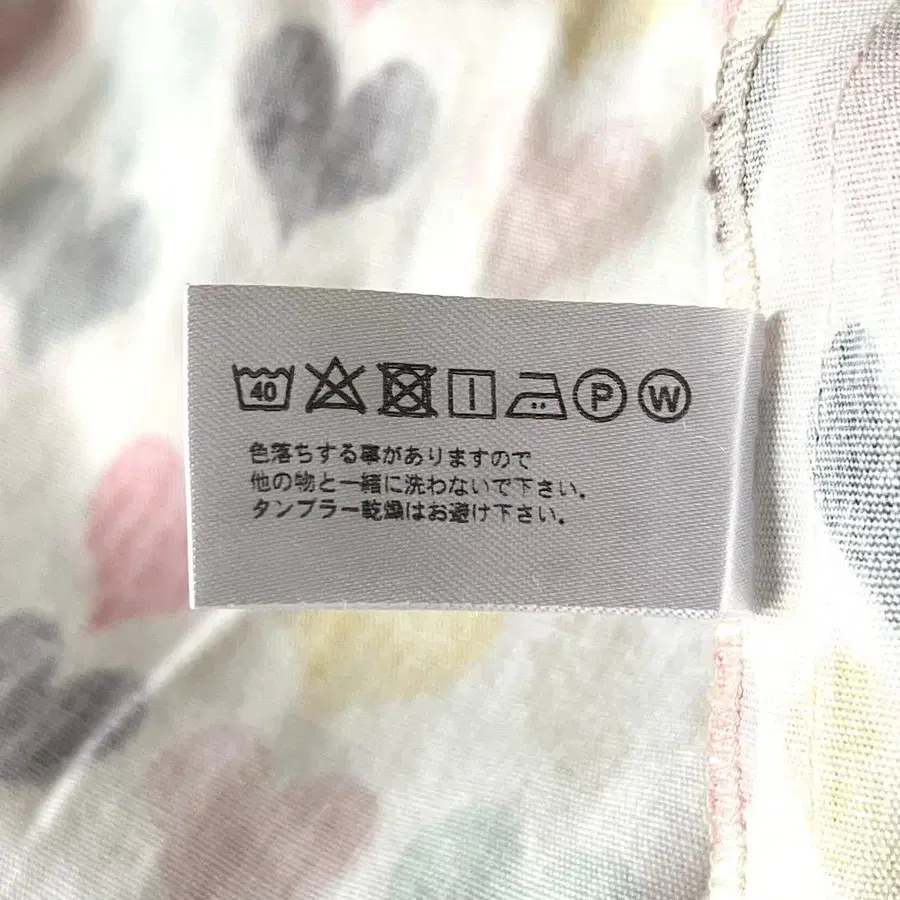 40 P W
色落ちする事がありますので
他の物と一緒に洗わないで下さい。
タンブラー乾燥はお避け下さい。